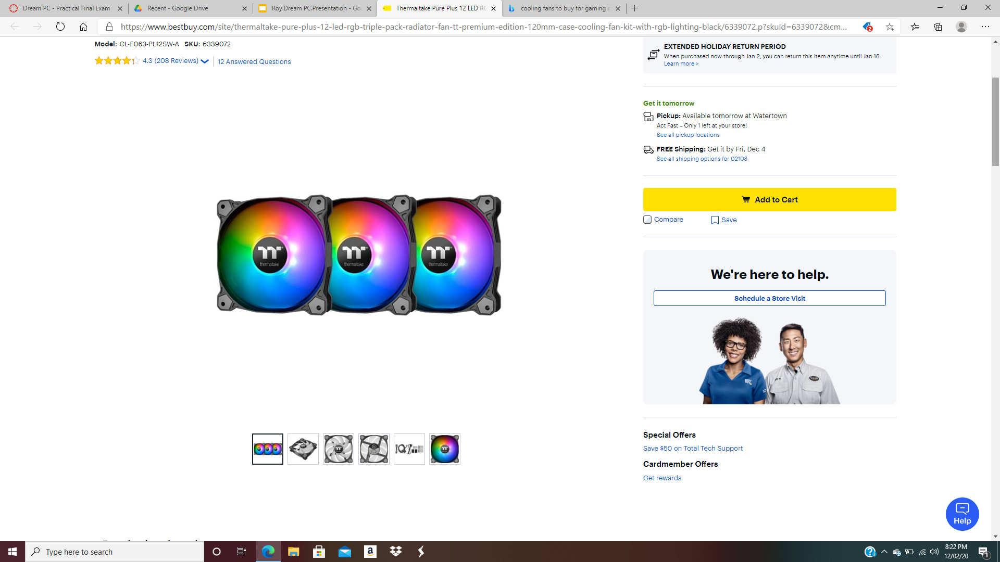 Dream PC - Practical Final Exam
Recent - Google Drive
Roy.Dream PC.Presentation - Go
Thermaltake Pure Plus 12 LED RG
cooling fans to buy for gaming c
https://www.bestbuy.com/site/thermaltake-pure-plus-12-led-rgb-triple-pack-radiator-fan-tt-premium-edition-120mm-case-cooling-fan-kit-with-rgb-lighting-black/6339072.p?skuId=6339072&cm...
2
Model: CL-F063-PL12SW-A SKU: 6339072
4.3 (208 Reviews)
12 Answered Questions
thermaltake
thermaltake
thermaltake
EXTENDED HOLIDAY RETURN PERIOD
When purchased now through Jan 2, you can return this item anytime until Jan 16.
Learn more >
Get it tomorrow
Pickup: Available tomorrow at Watertown
Act Fast – Only 1 left at your store!
See all pickup locations
FREE Shipping: Get it by Fri, Dec 4
See all shipping options for 02108
Add to Cart
Compare
Save
We're here to help.
Schedule a Store Visit
BEST BUY
Special Offers
Save $50 on Total Tech Support
Cardmember Offers
Get rewards
Help
Type here to search
8:22 PM
12/02/20
1